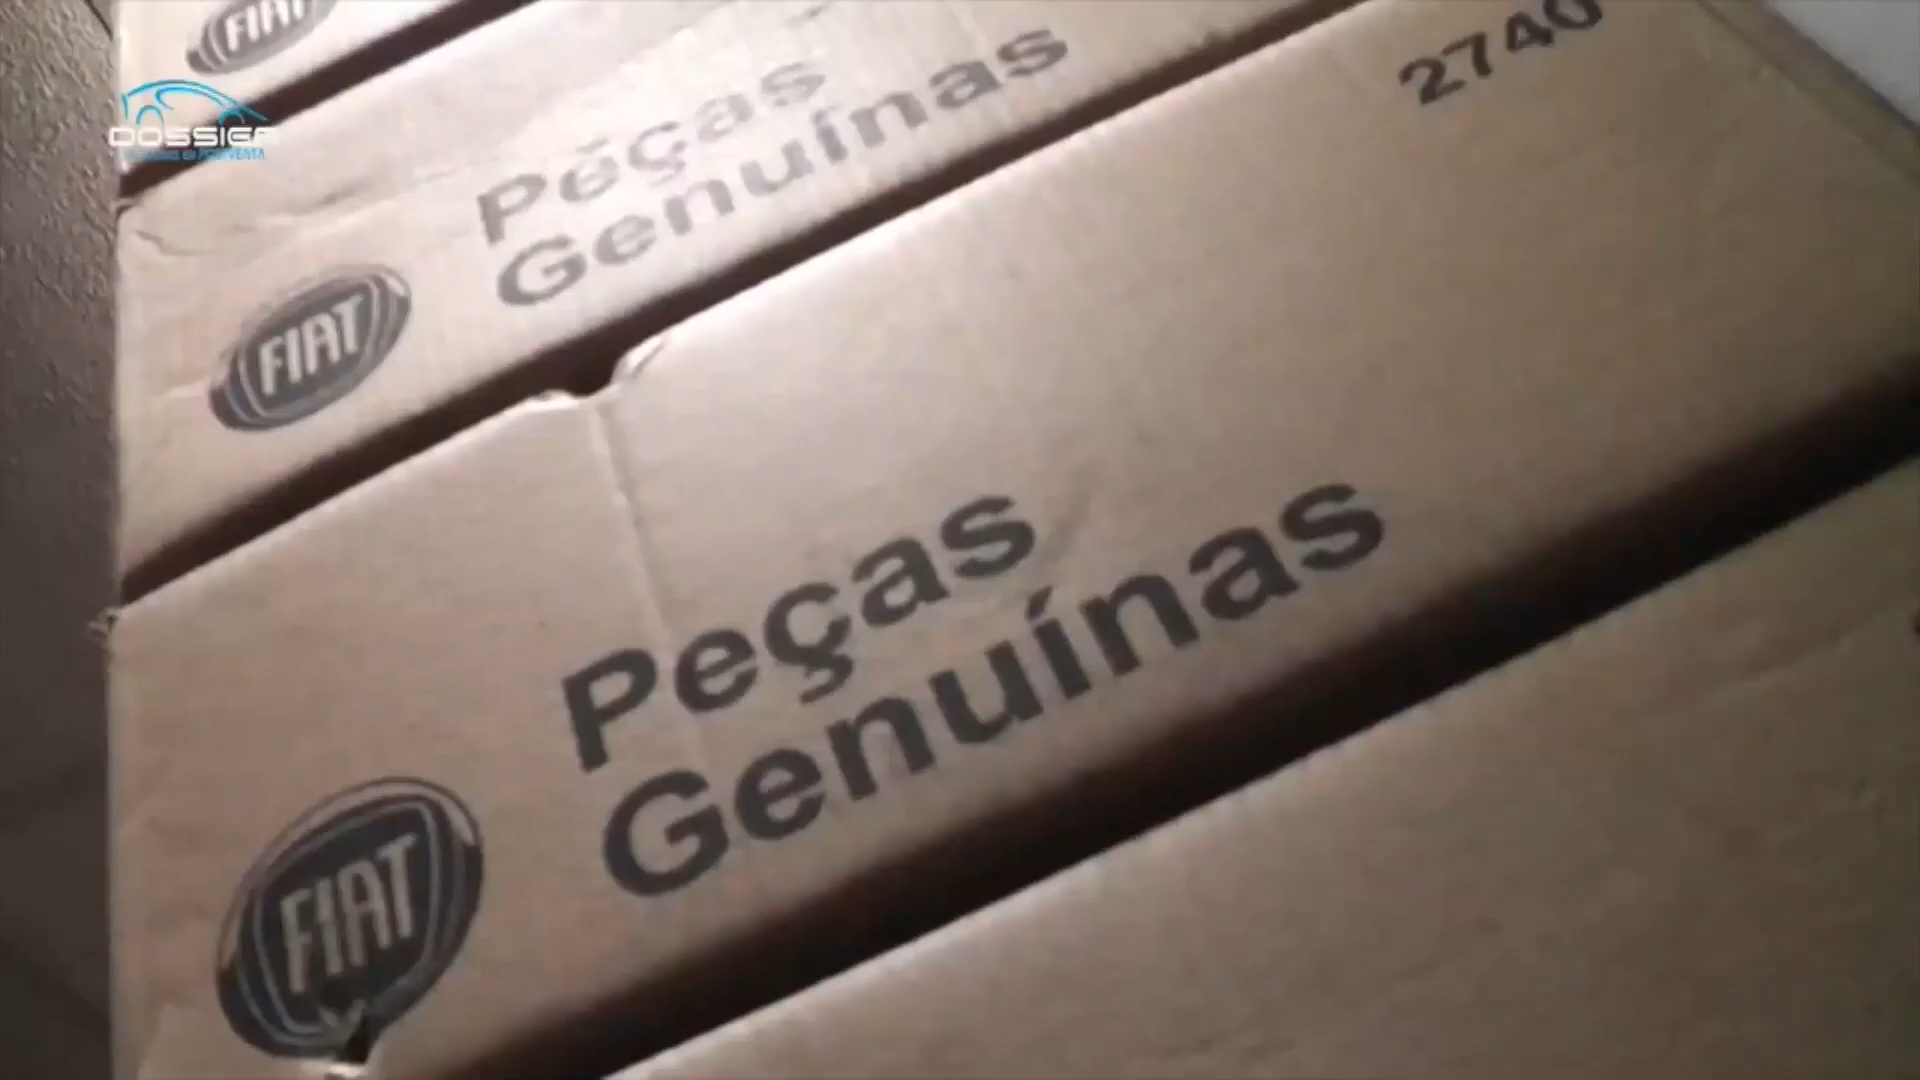 FIAT
DOSSIER
FIAT
Peças
Genuínas
2740
FIAT
Peças
Genuínas